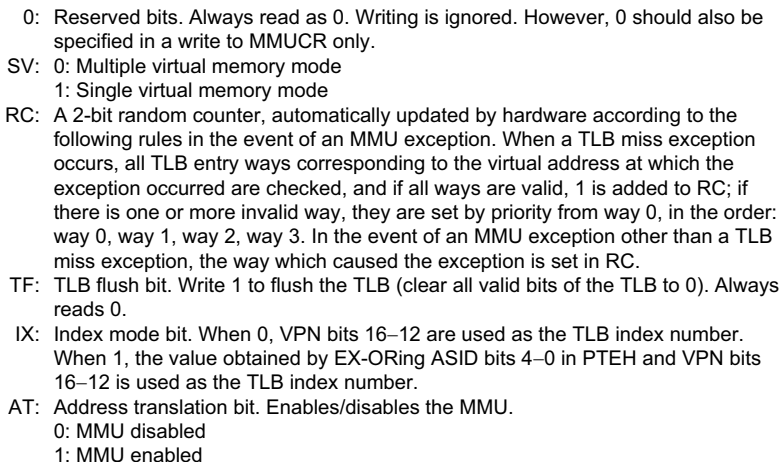 0: Reserved bits. Always read as 0. Writing is ignored. However, 0 should also be
specified in a write to MMUCR only.
SV: 0: Multiple virtual memory mode
1: Single virtual memory mode
RC: A 2-bit random counter, automatically updated by hardware according to the
following rules in the event of an MMU exception. When a TLB miss exception
occurs, all TLB entry ways corresponding to the virtual address at which the
exception occurred are checked, and if all ways are valid, 1 is added to RC; if
there is one or more invalid way, they are set by priority from way 0, in the order:
way 0, way 1, way 2, way 3. In the event of an MMU exception other than a TLB
miss exception, the way which caused the exception is set in RC.
TF: TLB flush bit. Write 1 to flush the TLB (clear all valid bits of the TLB to 0). Always
reads 0.
IX: Index mode bit. When 0, VPN bits 16–12 are used as the TLB index number.
When 1, the value obtained by EX-ORing ASID bits 4–0 in PTEH and VPN bits
16–12 is used as the TLB index number.
AT: Address translation bit. Enables/disables the MMU.
0: MMU disabled
1: MMU enabled